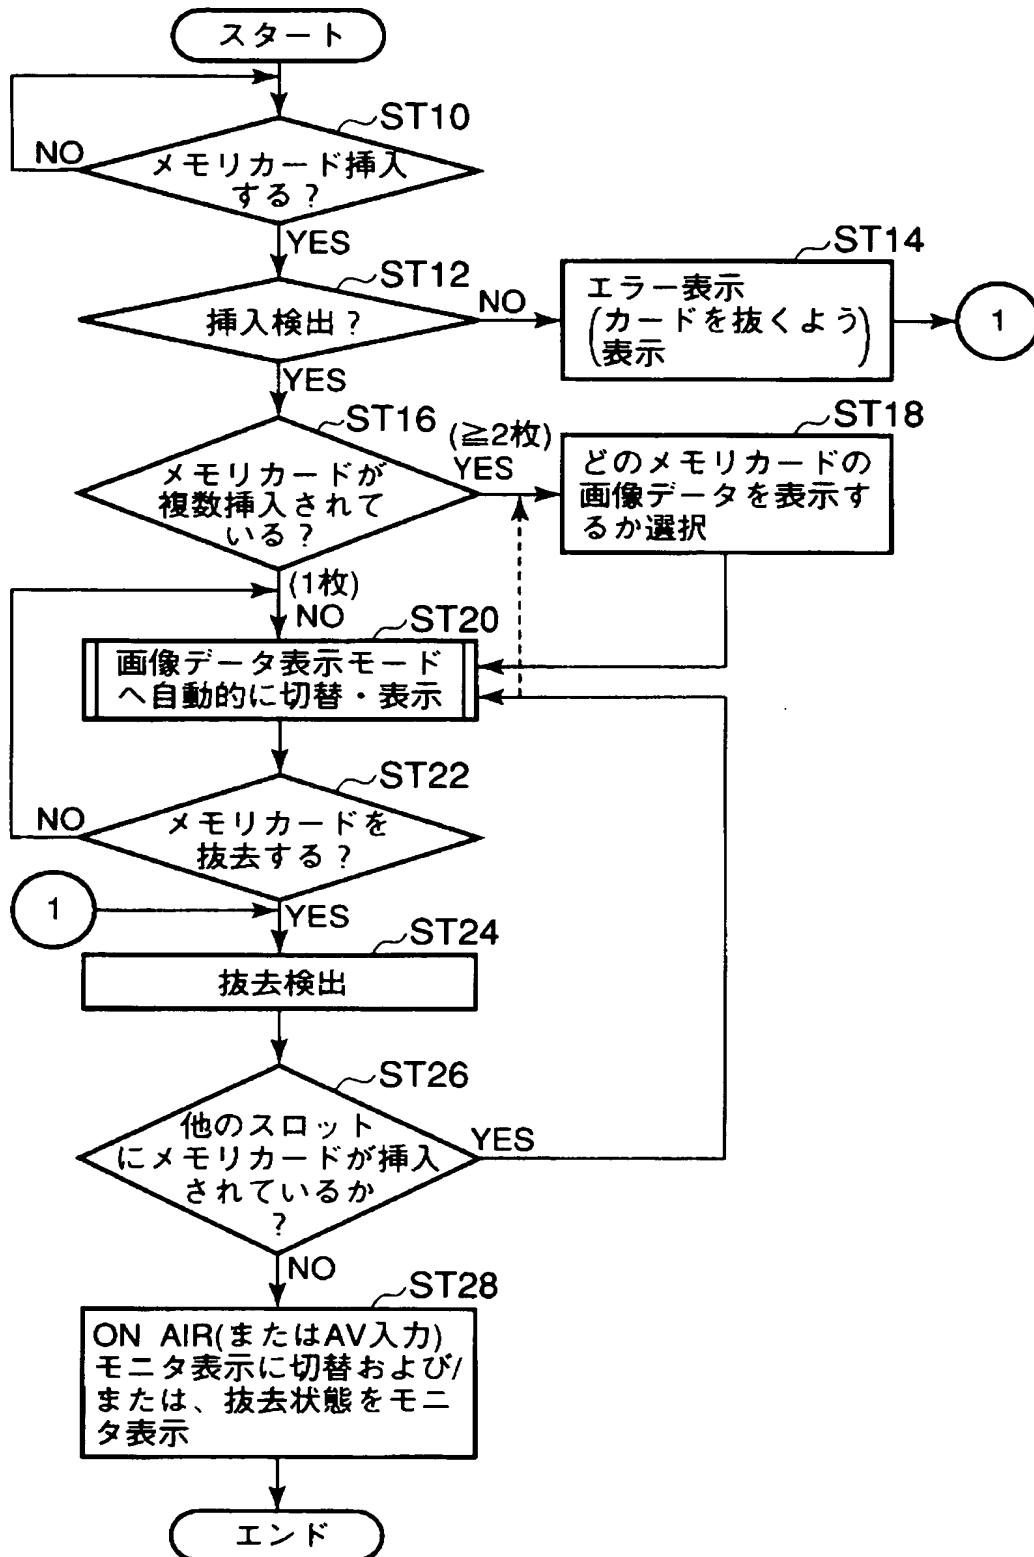 スタート
ST10
NO
メモリカード挿入
する？
YES
ST12
挿入検出？
NO
ST14
エラー表示
(カードを抜くよう
表示)
1
YES
ST16
メモリカードが
複数挿入されて
いる？
(≧2枚)
YES
ST18
どのメモリカードの
画像データを表示す
るか選択
(1枚)
NO
ST20
画像データ表示モード
へ自動的に切替・表示
ST22
NO
メモリカードを
抜去する？
1
YES
ST24
抜去検出
ST26
他のスロット
にメモリカードが挿入
されているか
？
YES
NO
ST28
ON AIR(またはAV入力)
モニタ表示に切替および/
または、抜去状態をモニ
タ表示
エンド